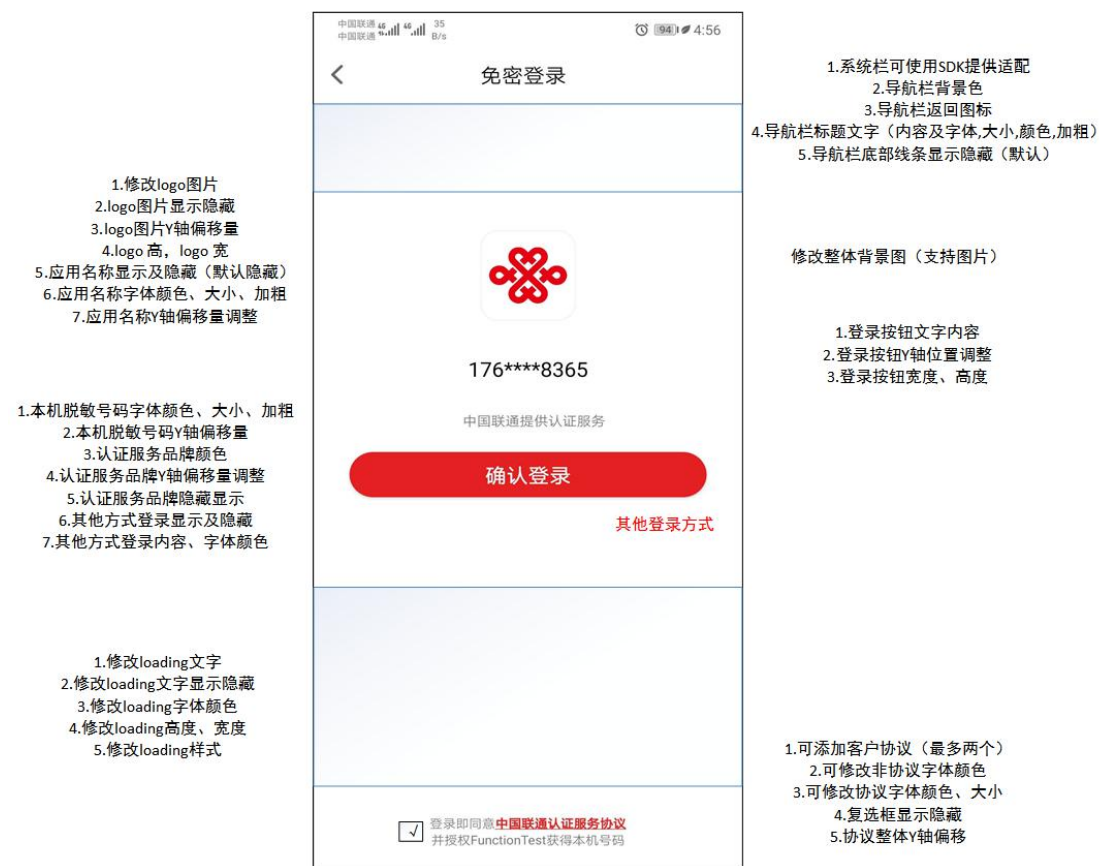 中国联通 46 46 35
中国联通 B/s
94 4:56
免密登录
1.系统栏可使用SDK提供适配
2.导航栏背景色
3.导航栏返回图标
4.导航栏标题文字（内容及字体,大小,颜色,加粗）
5.导航栏底部线条显示隐藏（默认）
1.修改logo图片
2.logo图片显示隐藏
3.logo图片Y轴偏移量
4.logo 高，logo 宽
5.应用名称显示及隐藏（默认隐藏）
6.应用名称字体颜色、大小、加粗
7.应用名称Y轴偏移量调整
修改整体背景图（支持图片）
1.登录按钮文字内容
2.登录按钮Y轴位置调整
3.登录按钮宽度、高度
176****8365
中国联通提供认证服务
确认登录
其他登录方式
1.本机脱敏号码字体颜色、大小、加粗
2.本机脱敏号码Y轴偏移量
3.认证服务品牌颜色
4.认证服务品牌Y轴偏移量调整
5.认证服务品牌隐藏显示
6.其他方式登录显示及隐藏
7.其他方式登录内容、字体颜色
1.修改loading文字
2.修改loading文字显示隐藏
3.修改loading字体颜色
4.修改loading高度、宽度
5.修改loading样式
1.可添加客户协议（最多两个）
2.可修改非协议字体颜色
3.可修改协议字体颜色、大小
4.复选框显示隐藏
5.协议整体Y轴偏移
登录即同意中国联通认证服务协议
并授权FunctionTest获得本机号码